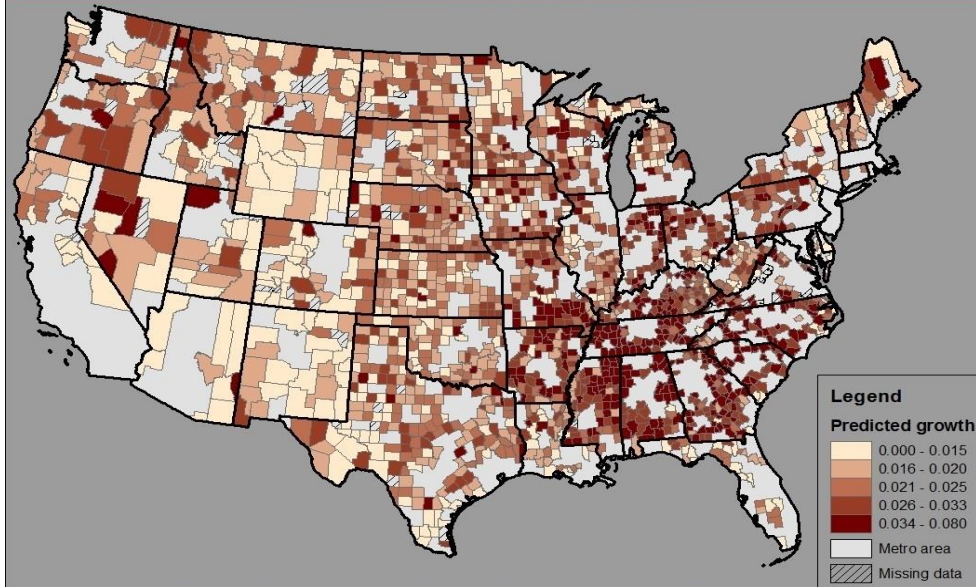 Legend
Predicted growth
0.000 - 0.015
0.016 - 0.020
0.021 - 0.025
0.026 - 0.033
0.034 - 0.080
Metro area
Missing data